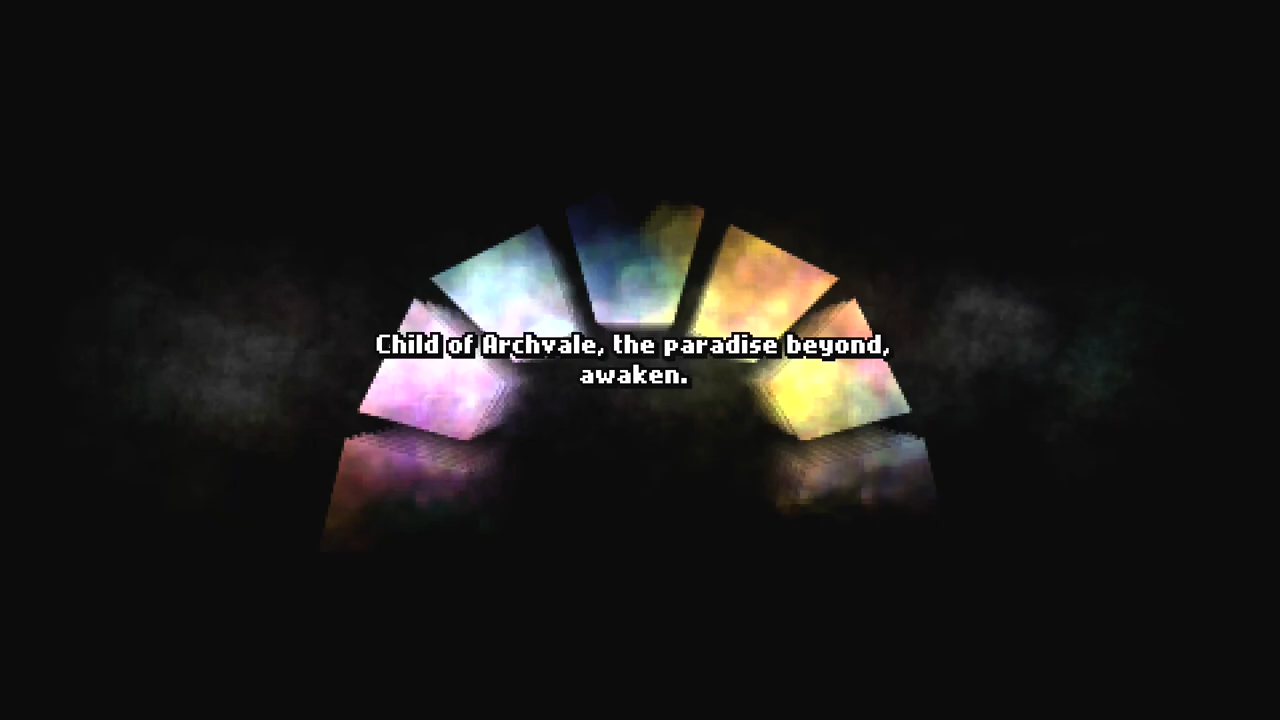 Child of Archvale, the paradise beyond,
awaken.